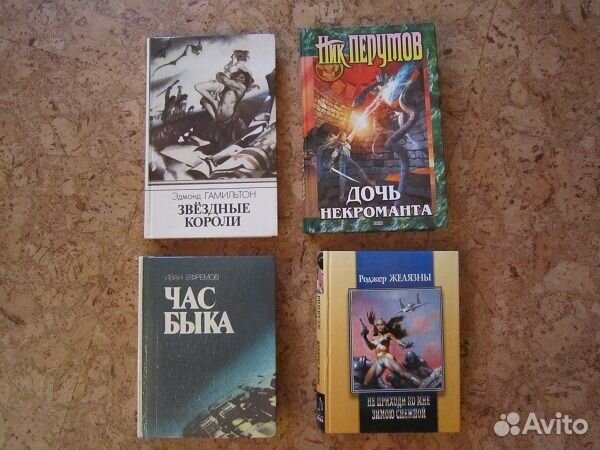 Эдмонд ГАМИЛЬТОН
ЗВЁЗДНЫЕ
КОРОЛИ
Ник ПЕРУМОВ
ДОЧЬ
НЕКРОМАНТА
ИВАН ЕФРЕМОВ
ЧАС
БЫКА
Роджер ЖЕЛЯЗНЫ
НЕ ПРИХОДИ КО МНЕ
ЗИМОЮ СНЕЖНОЙ
Avito